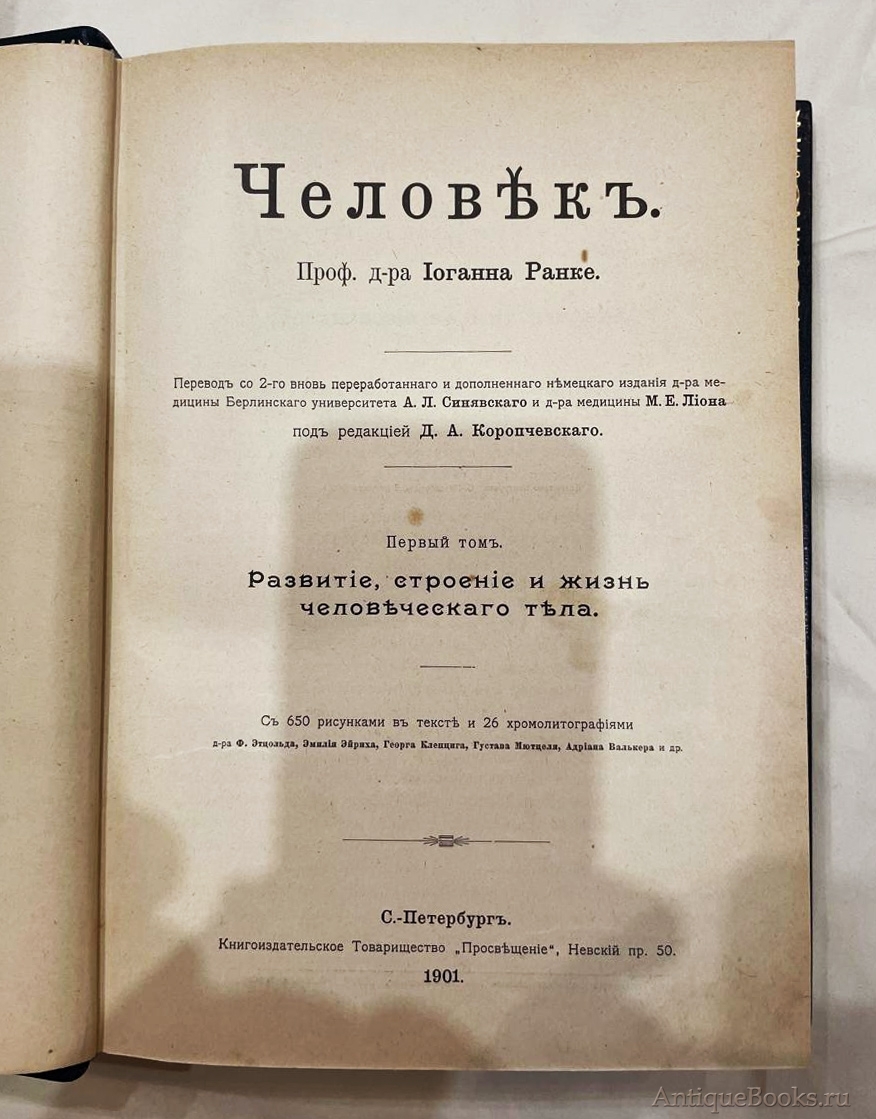 Человѣкъ.
Проф. д-ра Іоганна Ранке.
Переводъ со 2-го вновь переработаннаго и дополненнаго нѣмецкаго изданія д-ра ме-
дицины Берлинскаго университета А. Л. Синявскаго и д-ра медицины М. Е. Ліона
подъ редакціей Д. А. Коропчевскаго.
Первый томъ.
Развитіе, строеніе и жизнь
человѣческаго тѣла.
Съ 650 рисунками въ текстѣ и 26 хромолитографіями
д-ра Ф. Этцольда, Эмилія Эйриха, Георга Клепцига, Густава Мютцеля, Адріана Валькера и др.
С.-Петербургъ.
Книгоиздательское Товарищество „Просвѣщеніе“, Невскій пр. 50.
1901.
AntiqueBooks.ru